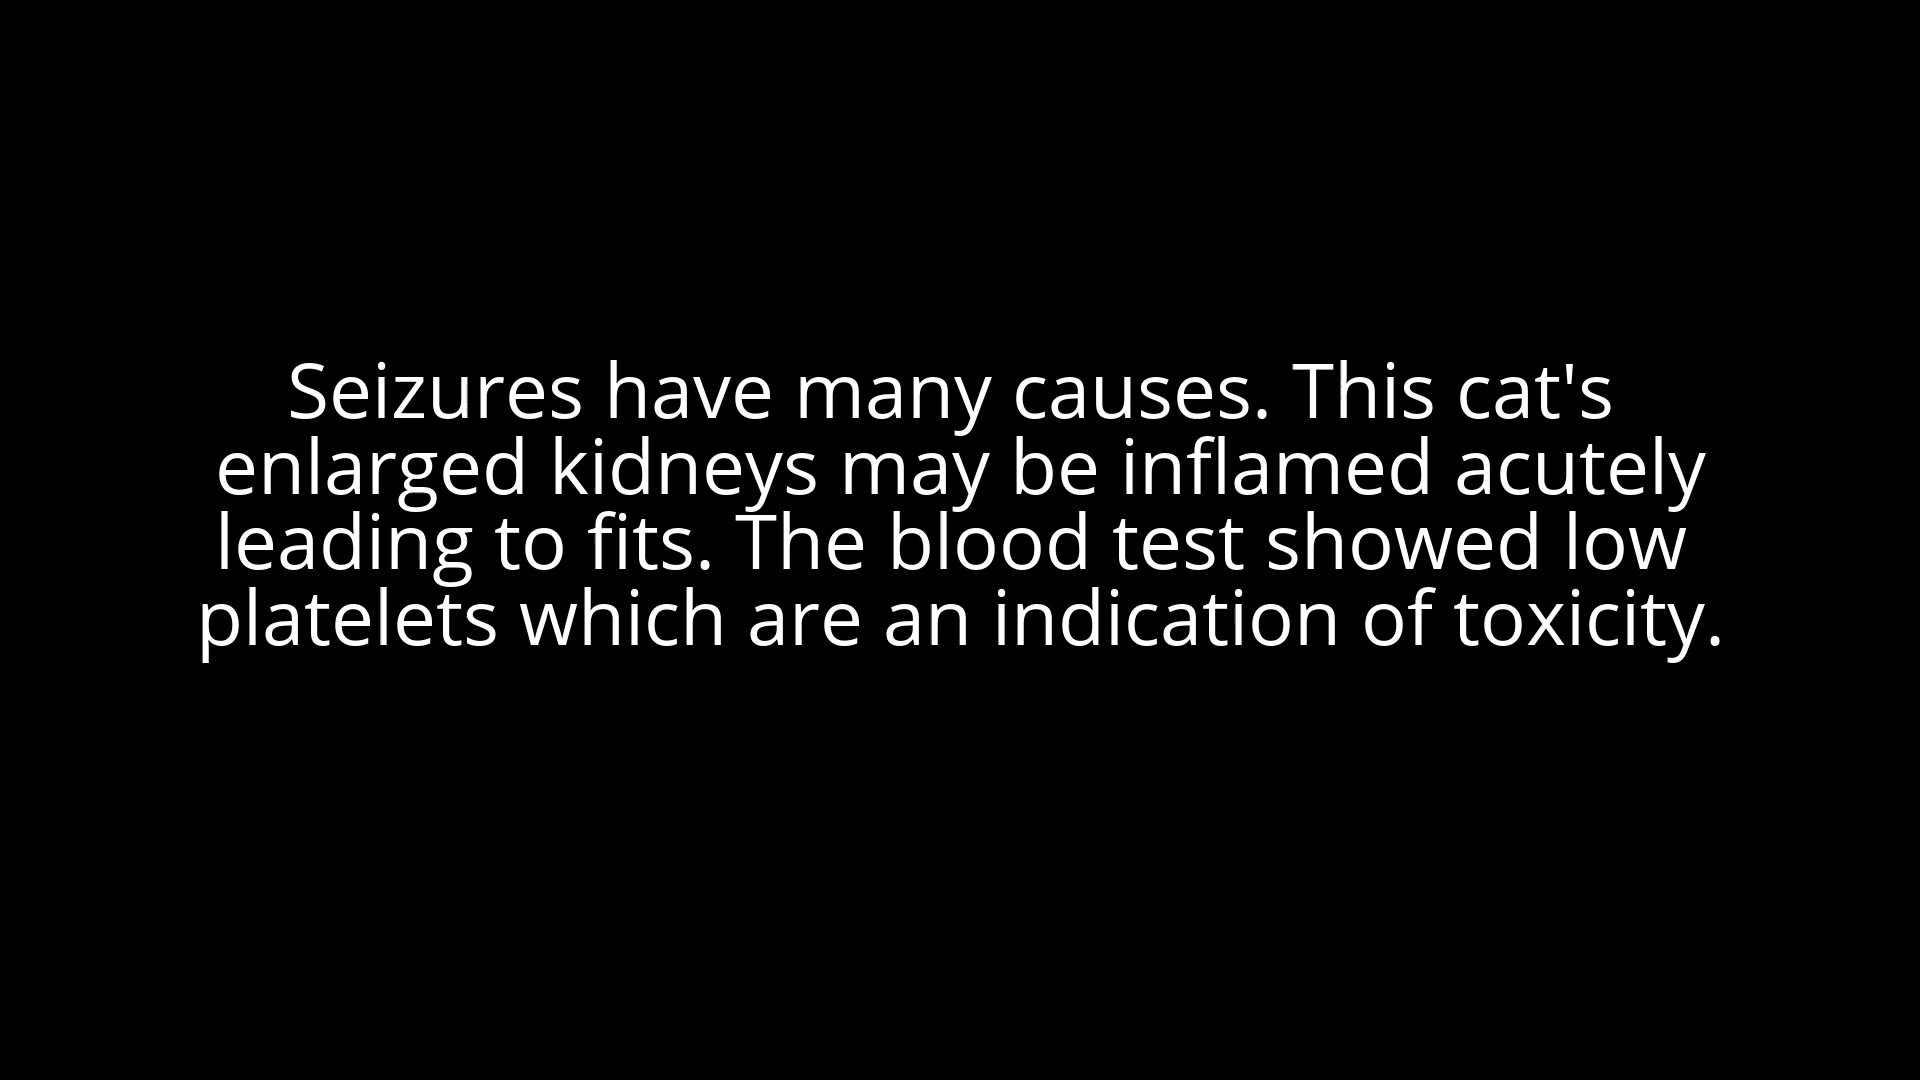 Seizures have many causes. This cat's
enlarged kidneys may be inflamed acutely
leading to fits. The blood test showed low
platelets which are an indication of toxicity.